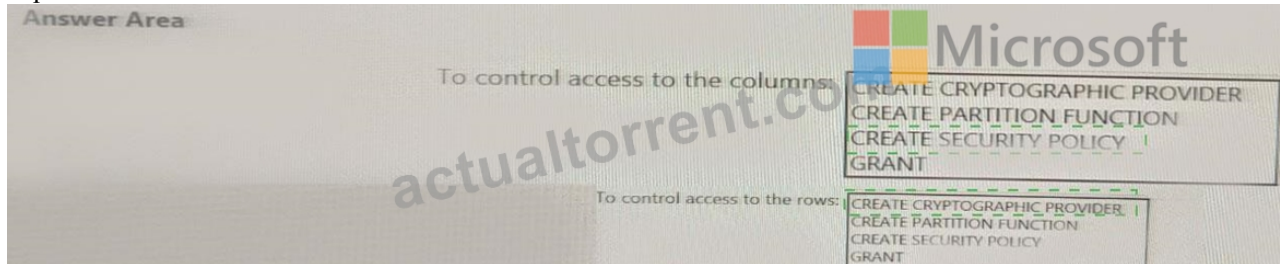 Answer Area
Microsoft
To control access to the columns:
CREATE CRYPTOGRAPHIC PROVIDER
CREATE PARTITION FUNCTION
CREATE SECURITY POLICY
GRANT
actualtorrent.com
To control access to the rows:
CREATE CRYPTOGRAPHIC PROVIDER
CREATE PARTITION FUNCTION
CREATE SECURITY POLICY
GRANT